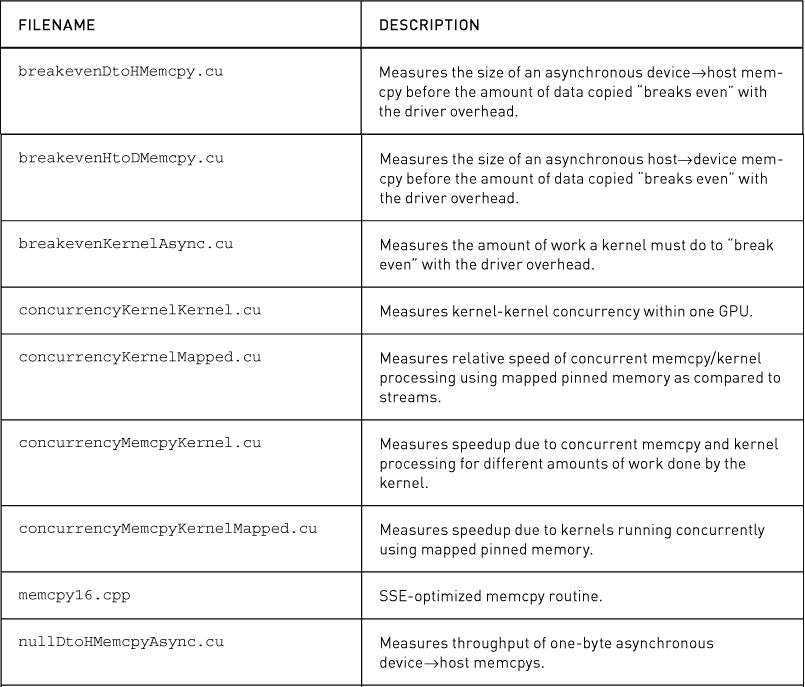 FILENAME DESCRIPTION
breakevenDtoHMemcpy.cu Measures the size of an asynchronous device→host mem-
cpy before the amount of data copied “breaks even” with
the driver overhead.
breakevenHtoDMemcpy.cu Measures the size of an asynchronous host→device mem-
cpy before the amount of data copied “breaks even” with
the driver overhead.
breakevenKernelAsync.cu Measures the amount of work a kernel must do to “break
even” with the driver overhead.
concurrencyKernelKernel.cu Measures kernel-kernel concurrency within one GPU.
concurrencyKernelMapped.cu Measures relative speed of concurrent memcpy/kernel
processing using mapped pinned memory as compared to
streams.
concurrencyMemcpyKernel.cu Measures speedup due to concurrent memcpy and kernel
processing for different amounts of work done by the
kernel.
concurrencyMemcpyKernelMapped.cu Measures speedup due to kernels running concurrently
using mapped pinned memory.
memcpy16.cpp SSE-optimized memcpy routine.
nullDtoHMemcpyAsync.cu Measures throughput of one-byte asynchronous
device→host memcpys.